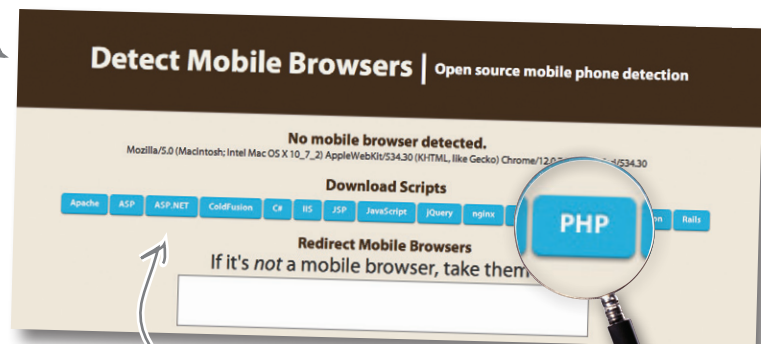 Detect Mobile Browsers | Open source mobile phone detection
No mobile browser detected.
Mozilla/5.0 (Macintosh; Intel Mac OS X 10_7_2) AppleWebKit/534.30 (KHTML, like Gecko) Chrome/12.0 /534.30
Download Scripts
Apache ASP ASP.NET ColdFusion C# IIS JSP JavaScript jQuery nginx PHP Rails
Redirect Mobile Browsers
If it's not a mobile browser, take them